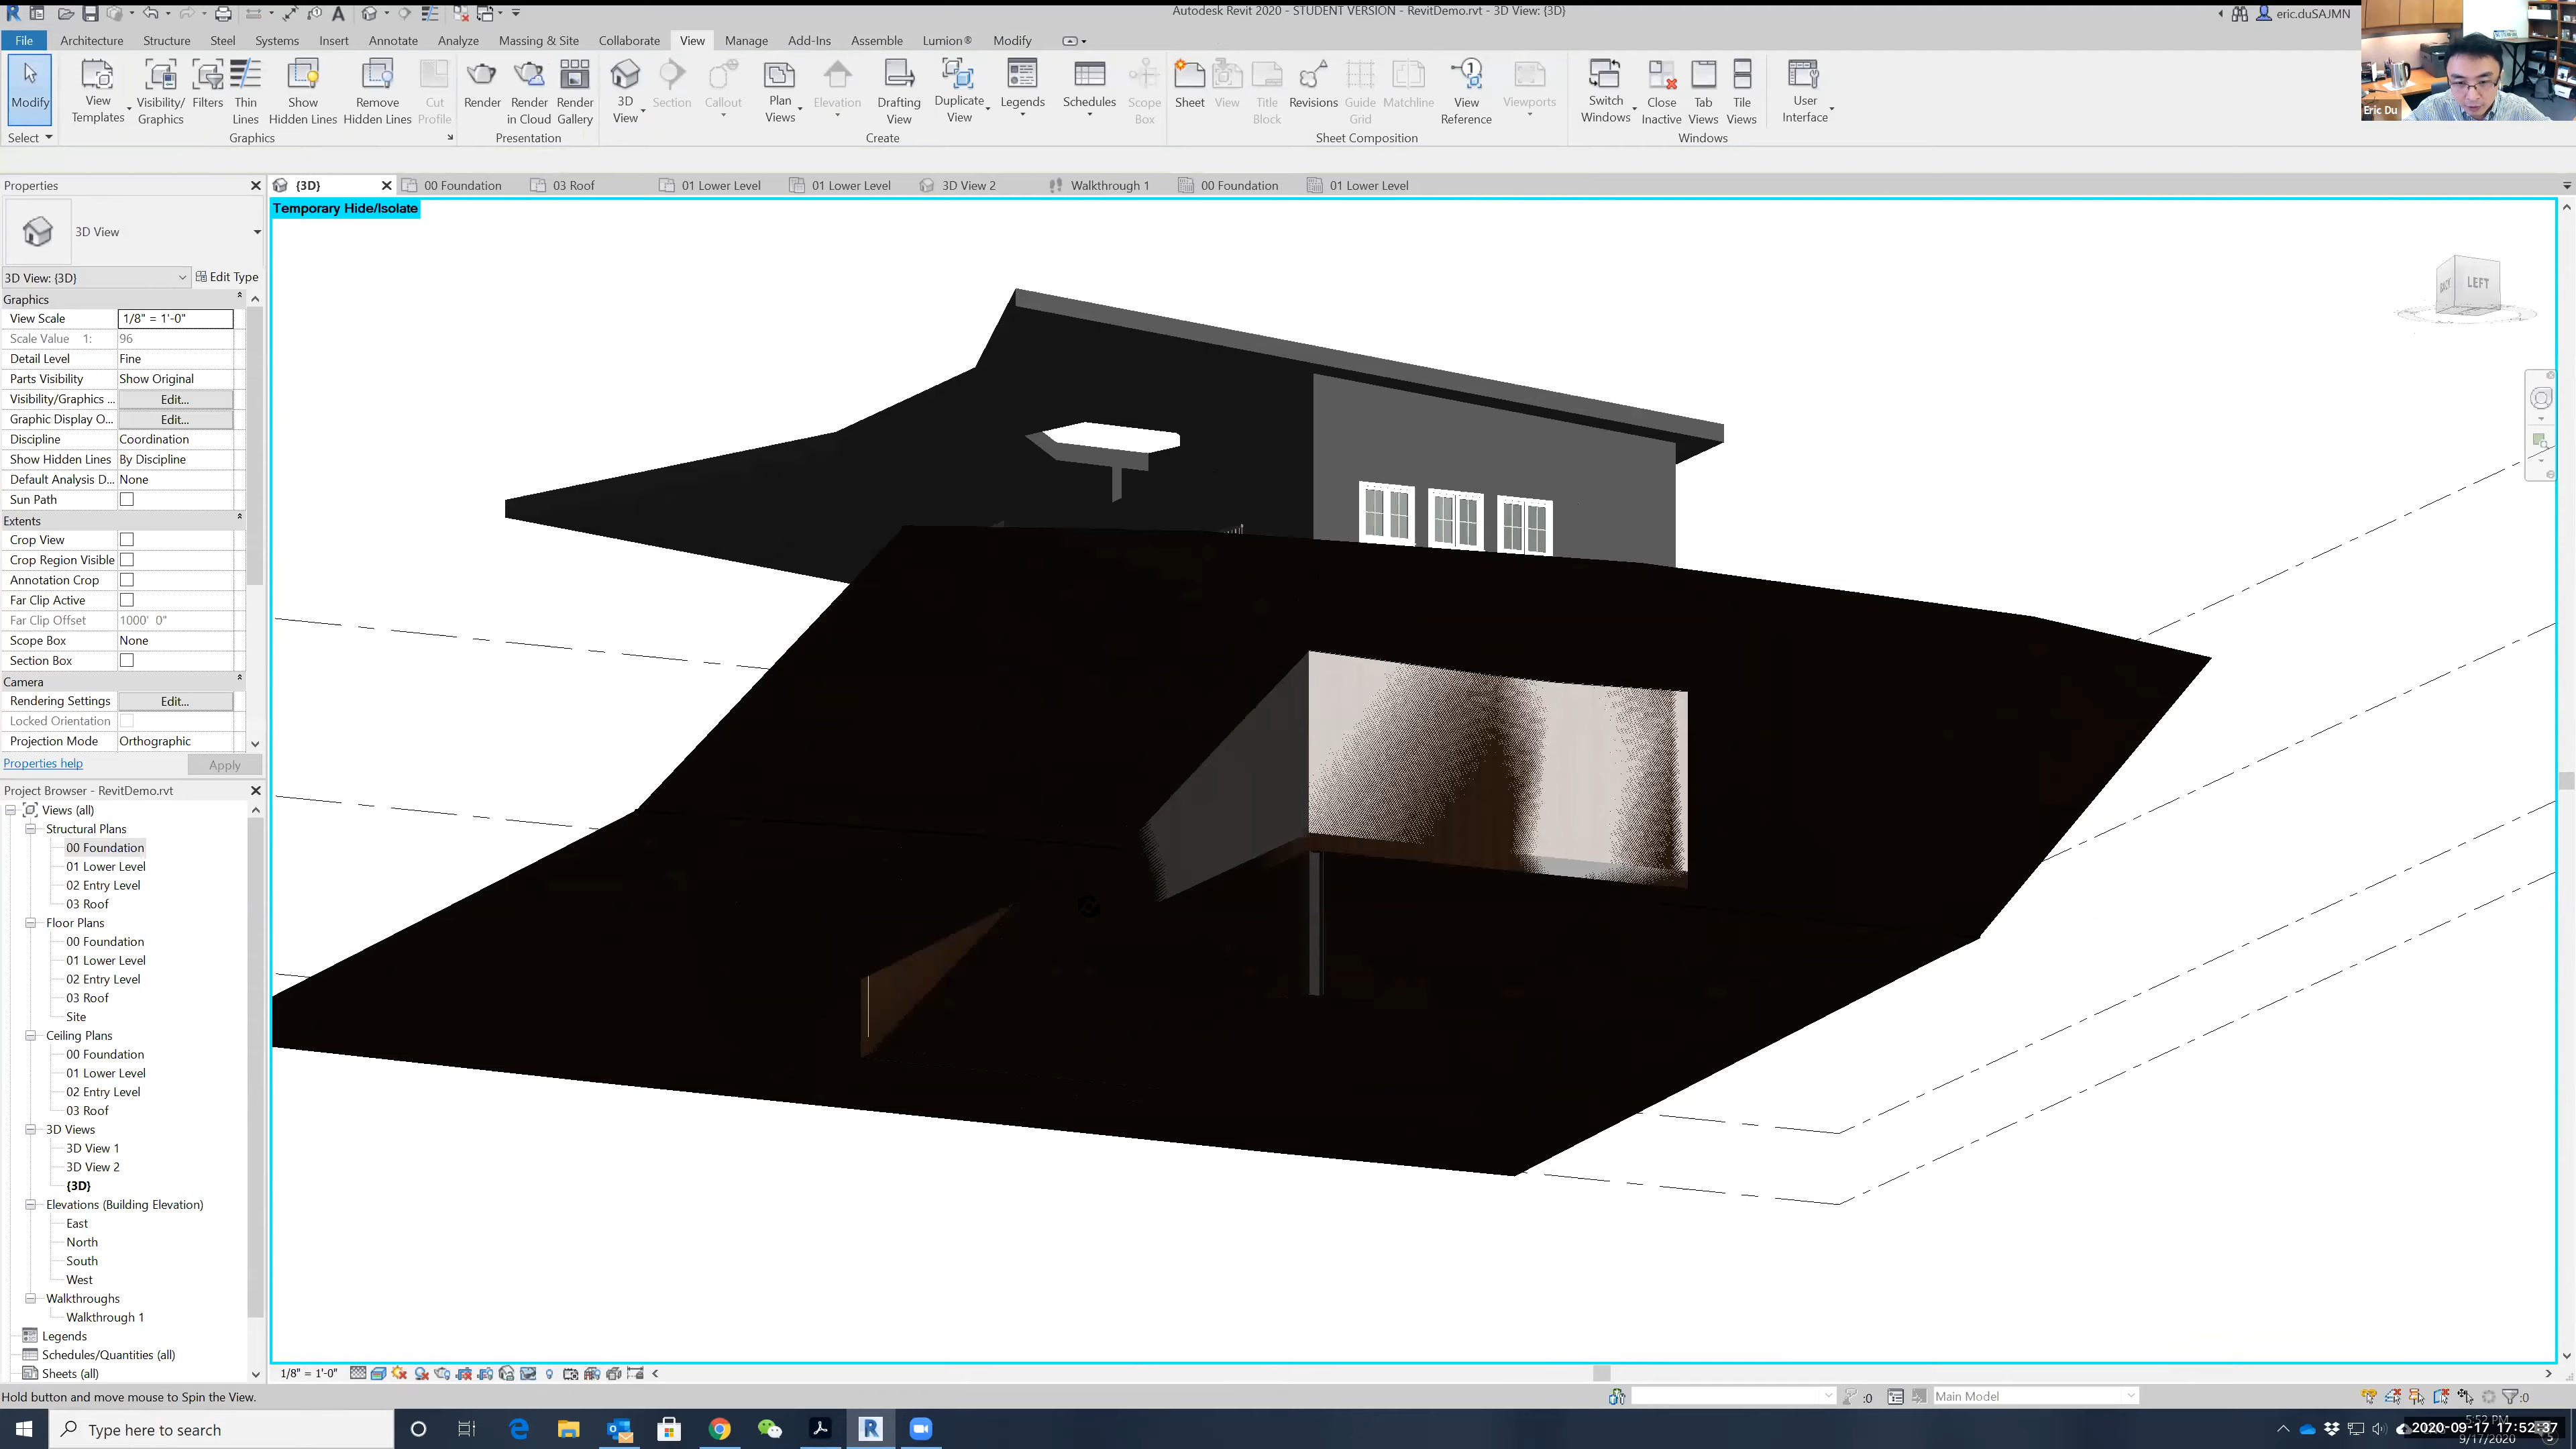 Autodesk Revit 2020 - STUDENT VERSION - RevitDemo.rvt - 3D View: {3D}
eric.duSAJMN
File Architecture Structure Steel Systems Insert Annotate Analyze Massing & Site Collaborate View Manage Add-Ins Assemble Lumion® Modify
Modify
View Templates
Visibility/ Graphics
Filters
Thin Lines
Show Hidden Lines
Remove Hidden Lines
Cut Profile
Render
Render in Cloud
Render Gallery
3D View
Section
Callout
Plan Views
Elevation
Drafting View
Duplicate View
Legends
Schedules
Scope Box
Sheet
View
Title Block
Revisions
Guide Grid
Matchline
View Reference
Viewports
Switch Windows
Close Inactive
Tab Views
Tile Views
User Interface
Eric Du
Select Graphics Presentation Create Sheet Composition Windows
Properties
{3D} 00 Foundation 03 Roof 01 Lower Level 01 Lower Level 3D View 2 Walkthrough 1 00 Foundation 01 Lower Level
Temporary Hide/Isolate
3D View
3D View: {3D} Edit Type
Graphics
View Scale 1/8" = 1'-0"
Scale Value 1: 96
Detail Level Fine
Parts Visibility Show Original
Visibility/Graphics ... Edit...
Graphic Display O... Edit...
Discipline Coordination
Show Hidden Lines By Discipline
Default Analysis D... None
Sun Path
Extents
Crop View
Crop Region Visible
Annotation Crop
Far Clip Active
Far Clip Offset 1000' 0"
Scope Box None
Section Box
Camera
Rendering Settings Edit...
Locked Orientation
Projection Mode Orthographic
Properties help Apply
LEFT
Project Browser - RevitDemo.rvt
Views (all)
Structural Plans
00 Foundation
01 Lower Level
02 Entry Level
03 Roof
Floor Plans
00 Foundation
01 Lower Level
02 Entry Level
03 Roof
Site
Ceiling Plans
00 Foundation
01 Lower Level
02 Entry Level
03 Roof
3D Views
3D View 1
3D View 2
{3D}
Elevations (Building Elevation)
East
North
South
West
Walkthroughs
Walkthrough 1
Legends
Schedules/Quantities (all)
Sheets (all)
1/8" = 1'-0"
Hold button and move mouse to Spin the View.
:0
Main Model
:0
Type here to search
2020-09-17 17:52:37
9/17/2020